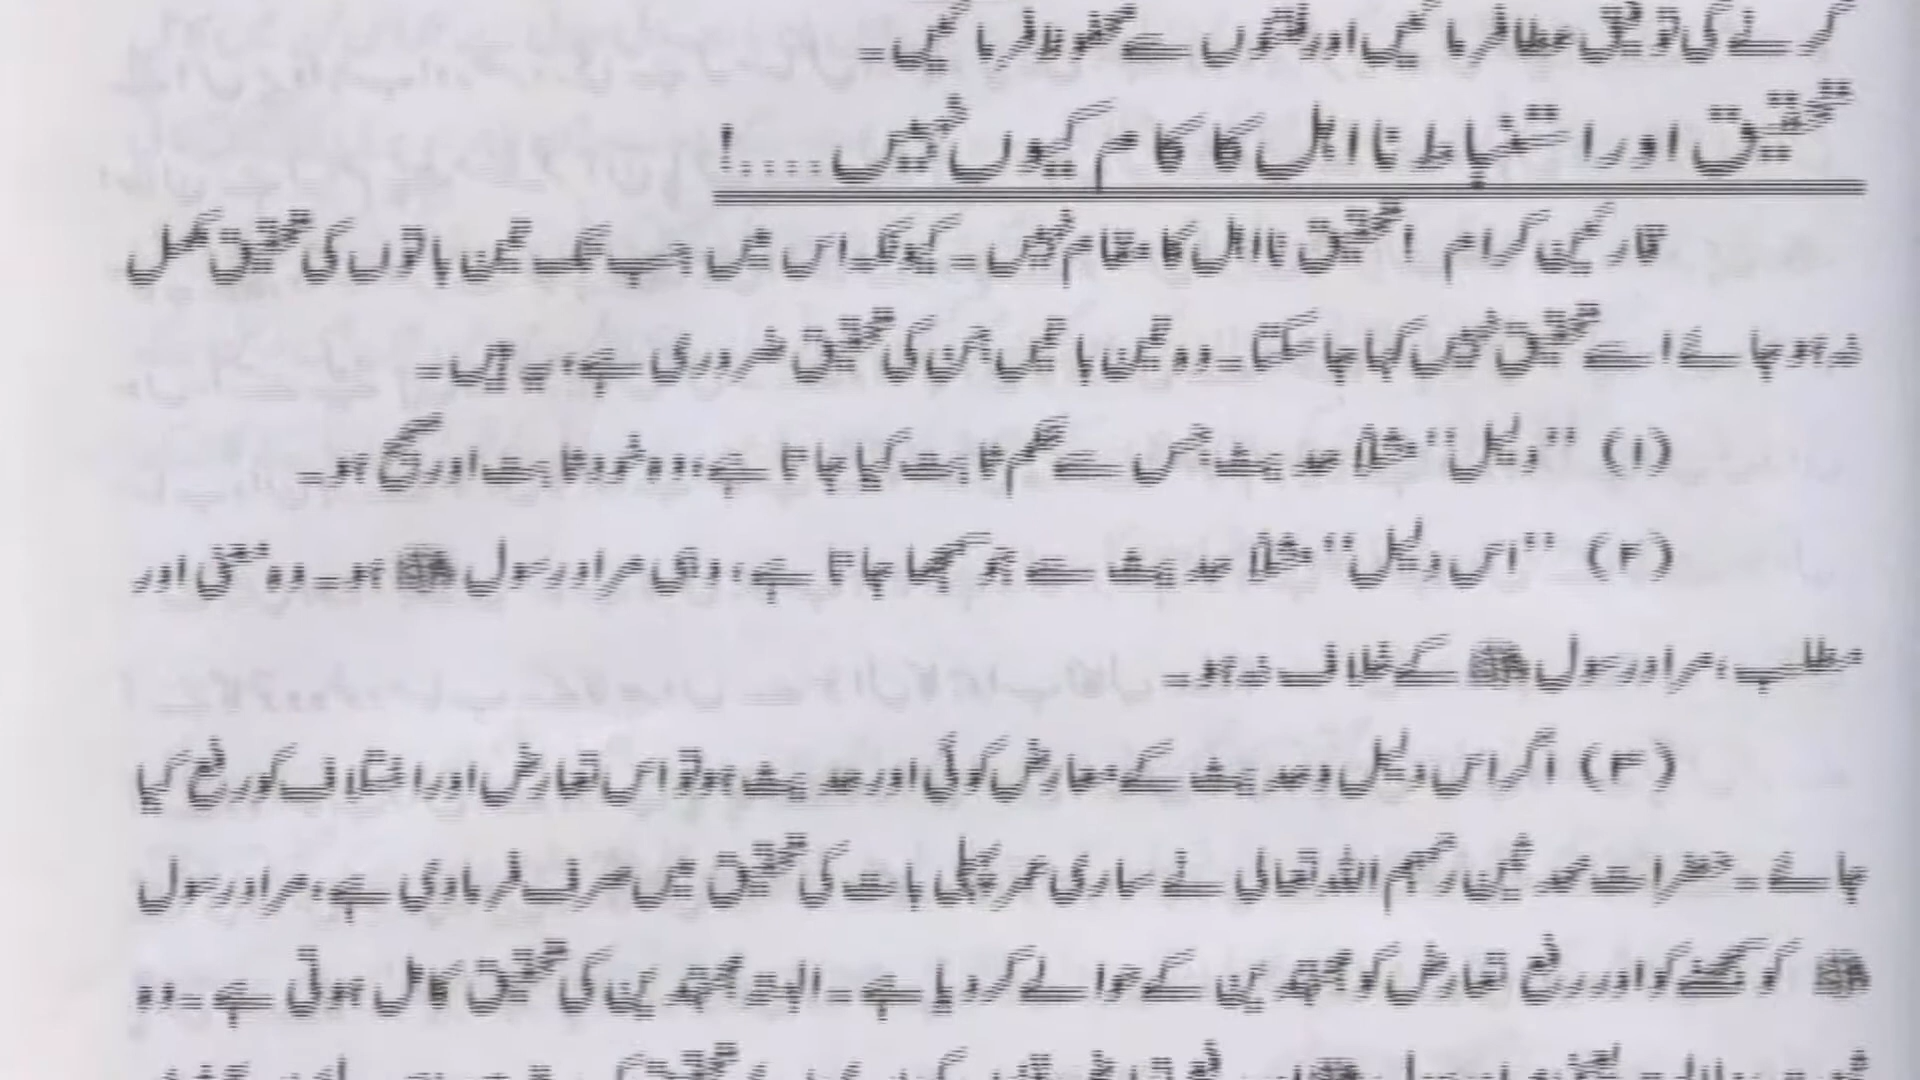 کرنے کی توفیق عطا فرمائیں اور فتنوں سے محفوظ فرمائیں۔
تحقیق اور استنباط نا اہل کا کام کیوں نہیں....!
قارئین کرام! تحقیق نا اہل کا مقام نہیں۔ کیونکہ اس میں جب تک تین باتوں کی تحقیق مکمل
نہ ہو جائے اسے تحقیق نہیں کہا جا سکتا۔ وہ تین باتیں جن کی تحقیق ضروری ہے، یہ ہیں۔
(۱) "دلیل" مثلاً حدیث جس سے حکم ثابت کیا جاتا ہے، وہ خود ثابت اور صحیح ہو۔
(۲) "اس دلیل" مثلاً حدیث سے جو سمجھا جاتا ہے، وہی مراد رسول ﷺ ہو۔ وہ معنی اور
مطلب، مراد رسول ﷺ کے خلاف نہ ہو۔
(۳) اگر اس دلیل و حدیث کے معارض کوئی اور حدیث ہو تو اس تعارض اور اختلاف کو رفع کیا
جائے۔ حضرات محدثین رحمہم اللہ تعالیٰ نے ساری عمر پہلی بات کی تحقیق میں صرف فرما دی ہے، مراد رسول
ﷺ کو سمجھنے کو اور رفع تعارض کو مجتہدین کے حوالے کر دیا ہے۔ البتہ مجتہدین کی تحقیق کامل ہوتی ہے۔ وہ